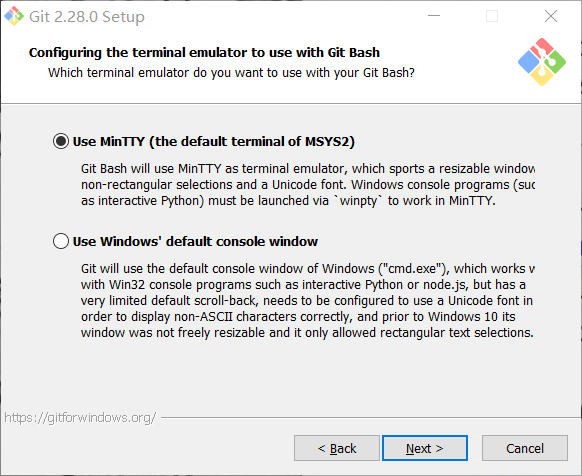 Git 2.28.0 Setup
Configuring the terminal emulator to use with Git Bash
Which terminal emulator do you want to use with your Git Bash?
Use MinTTY (the default terminal of MSYS2)
Git Bash will use MinTTY as terminal emulator, which sports a resizable window
non-rectangular selections and a Unicode font. Windows console programs (suc
as interactive Python) must be launched via `winpty` to work in MinTTY.
Use Windows' default console window
Git will use the default console window of Windows ("cmd.exe"), which works w
with Win32 console programs such as interactive Python or node.js, but has a
very limited default scroll-back, needs to be configured to use a Unicode font in
order to display non-ASCII characters correctly, and prior to Windows 10 its
window was not freely resizable and it only allowed rectangular text selections.
https://gitforwindows.org/
< Back Next > Cancel